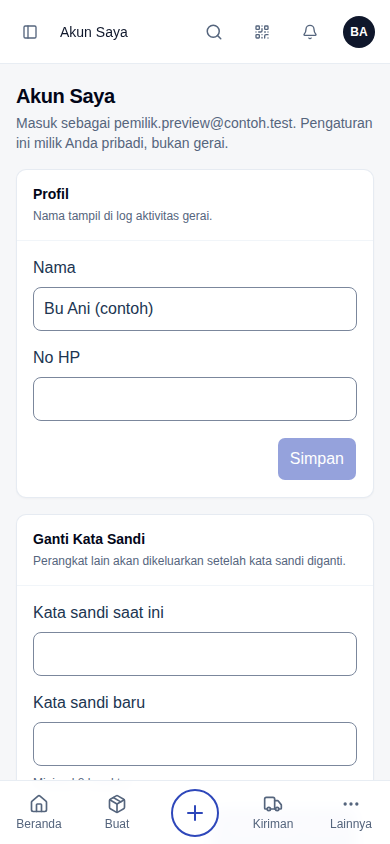 Akun Saya
BA
Akun Saya
Masuk sebagai pemilik.preview@contoh.test. Pengaturan
ini milik Anda pribadi, bukan gerai.
Profil
Nama tampil di log aktivitas gerai.
Nama
Bu Ani (contoh)
No HP
Simpan
Ganti Kata Sandi
Perangkat lain akan dikeluarkan setelah kata sandi diganti.
Kata sandi saat ini
Kata sandi baru
Beranda
Buat
Kiriman
Lainnya